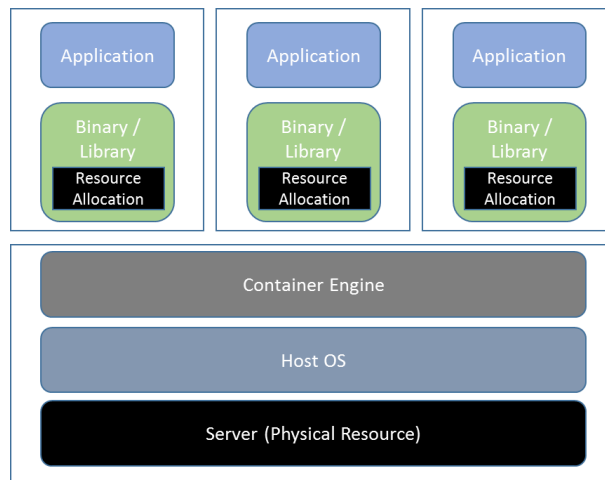 Application
Application
Application
Binary /
Library
Resource
Allocation
Binary /
Library
Resource
Allocation
Binary /
Library
Resource
Allocation
Container Engine
Host OS
Server (Physical Resource)